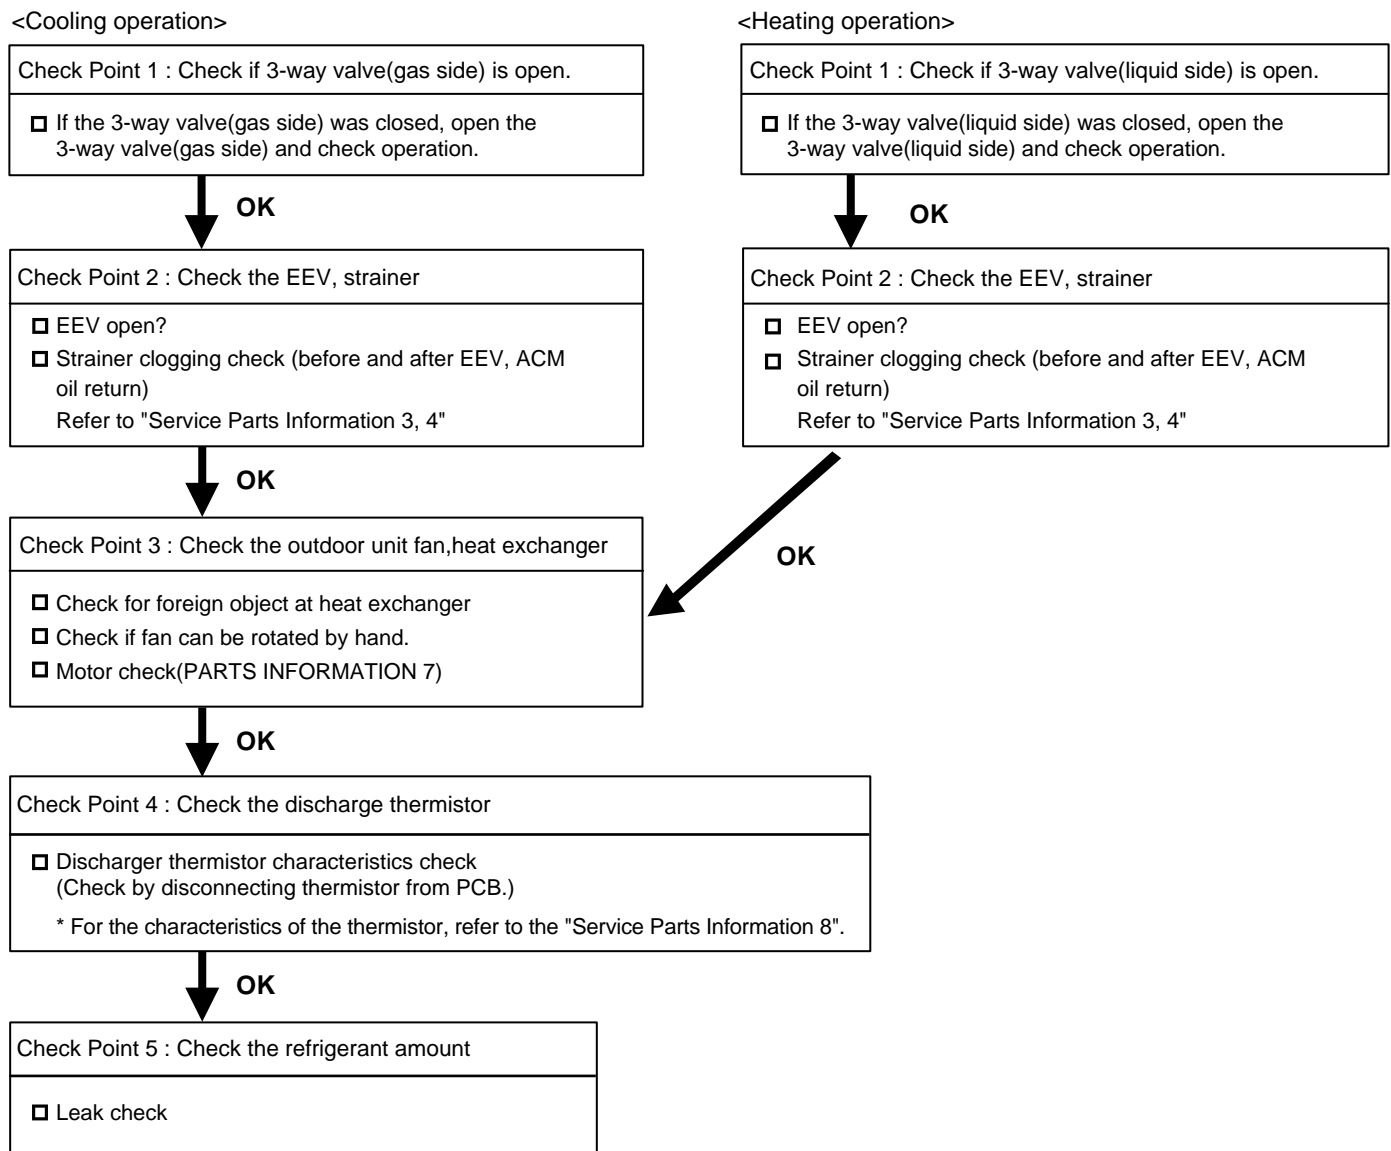 <Cooling operation>
Check Point 1 : Check if 3-way valve(gas side) is open.
If the 3-way valve(gas side) was closed, open the
3-way valve(gas side) and check operation.
OK
Check Point 2 : Check the EEV, strainer
EEV open?
Strainer clogging check (before and after EEV, ACM
oil return)
Refer to "Service Parts Information 3, 4"
OK
<Heating operation>
Check Point 1 : Check if 3-way valve(liquid side) is open.
If the 3-way valve(liquid side) was closed, open the
3-way valve(liquid side) and check operation.
OK
Check Point 2 : Check the EEV, strainer
EEV open?
Strainer clogging check (before and after EEV, ACM
oil return)
Refer to "Service Parts Information 3, 4"
OK
Check Point 3 : Check the outdoor unit fan,heat exchanger
Check for foreign object at heat exchanger
Check if fan can be rotated by hand.
Motor check(PARTS INFORMATION 7)
OK
Check Point 4 : Check the discharge thermistor
Discharger thermistor characteristics check
(Check by disconnecting thermistor from PCB.)
* For the characteristics of the thermistor, refer to the "Service Parts Information 8".
OK
Check Point 5 : Check the refrigerant amount
Leak check